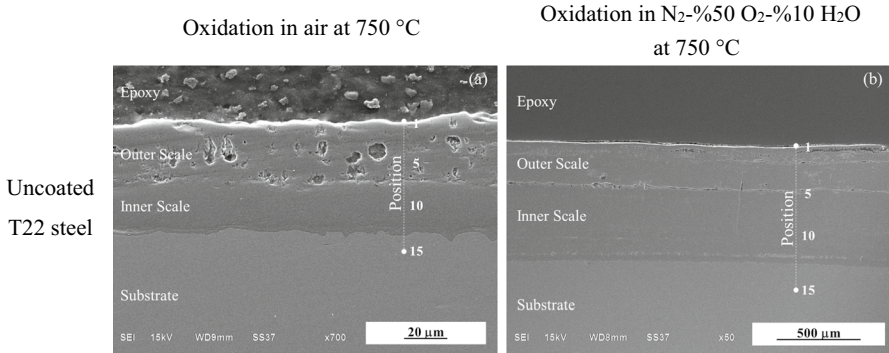 Oxidation in air at 750 °C
Oxidation in N2-%50 O2-%10 H2O
at 750 °C
Uncoated
T22 steel
(a)
Epoxy
1
Outer Scale
5
Position
Inner Scale
10
15
Substrate
SEI 15kV WD9mm SS37 x700 20 µm
(b)
Epoxy
1
Outer Scale
5
Position
Inner Scale
10
15
Substrate
SEI 15kV WD8mm SS37 x50 500 µm